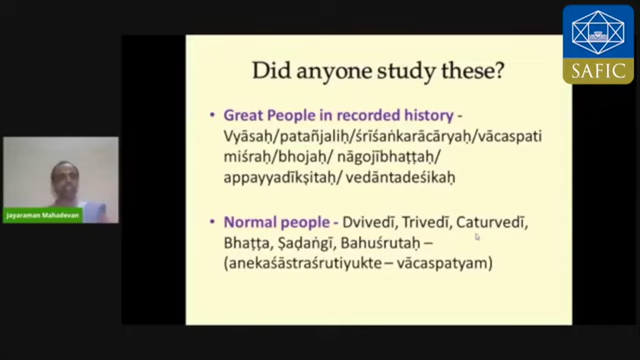 SAFIC
Did anyone study these?
• Great People in recorded history -
Vyāsaḥ/patañjaliḥ/śrīśaṅkarācāryaḥ/vācaspati
miśraḥ/bhojaḥ/ nāgojībhaṭṭaḥ/
appayyadīkṣitaḥ/ vedāntadeśikaḥ
• Normal people - Dvivedī, Trivedī, Caturvedī,
Bhaṭṭa, Ṣaḍaṅgī, Bahuśrutaḥ –
(anekaśāstraśrutiyukte – vācaspatyam)
Jayaraman Mahadevan